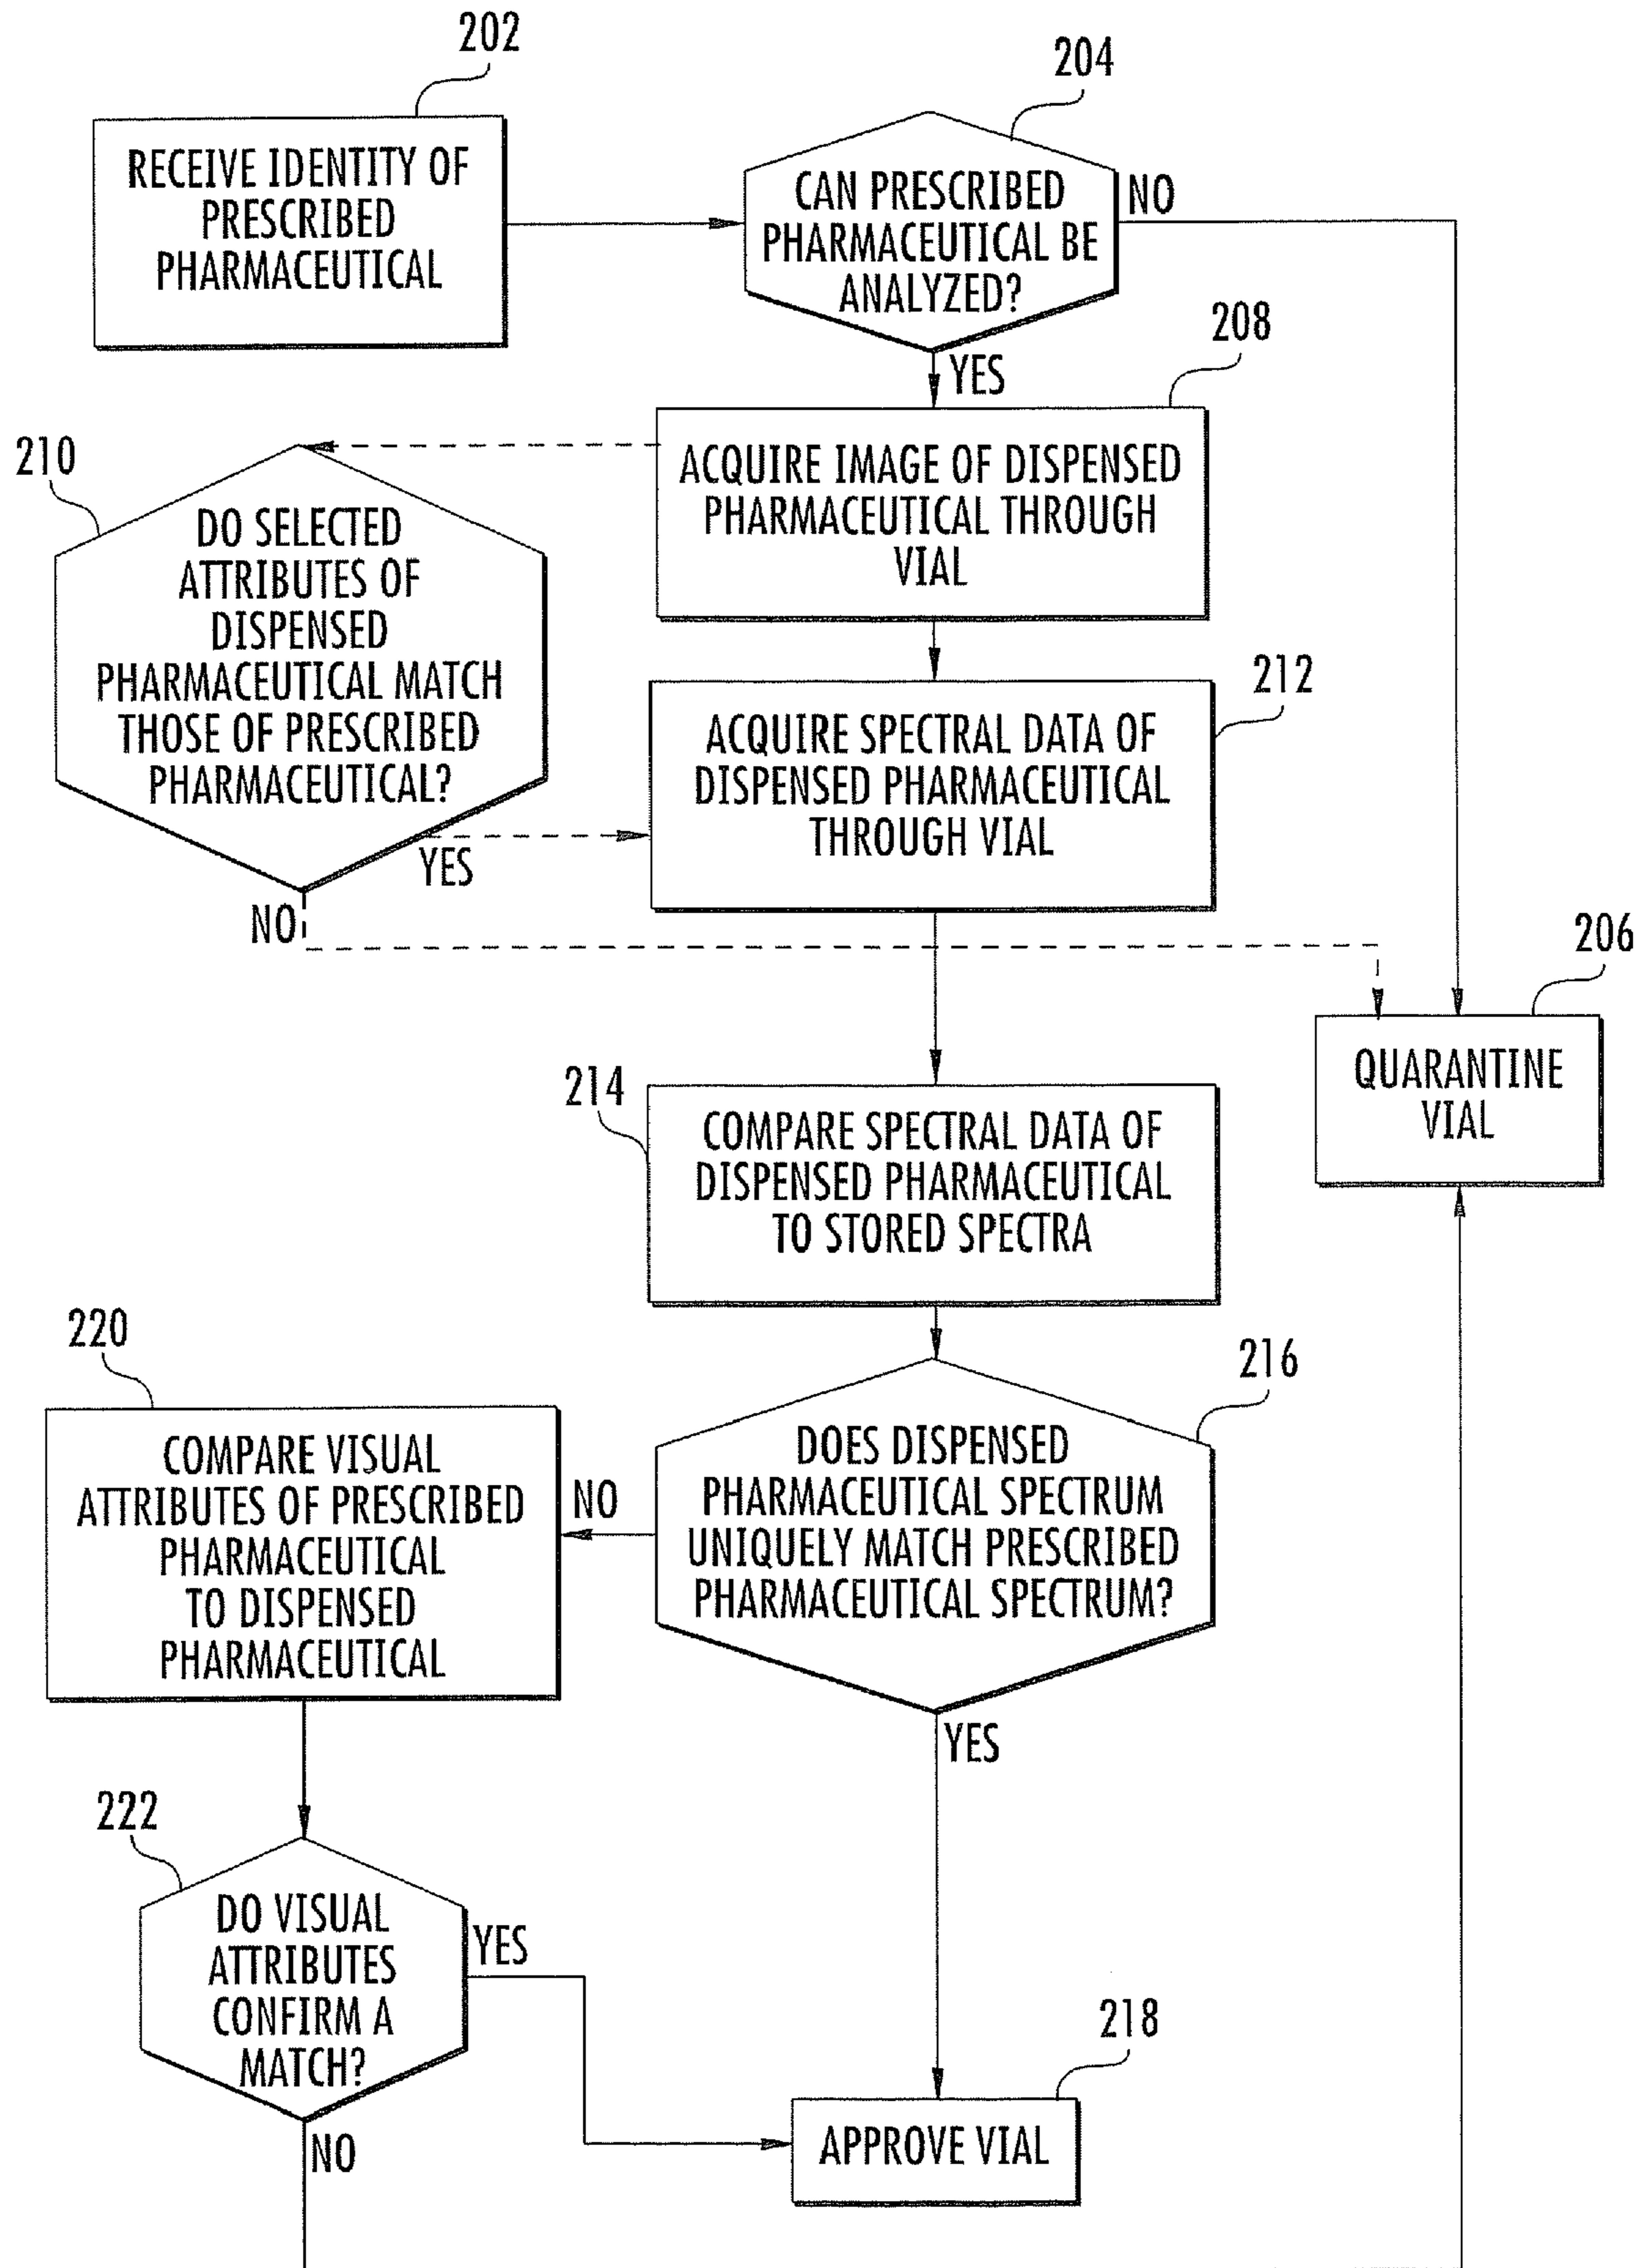 202
RECEIVE IDENTITY OF
PRESCRIBED
PHARMACEUTICAL
204
CAN PRESCRIBED
PHARMACEUTICAL BE
ANALYZED?
NO
YES
208
ACQUIRE IMAGE OF DISPENSED
PHARMACEUTICAL THROUGH
VIAL
210
DO SELECTED
ATTRIBUTES OF
DISPENSED
PHARMACEUTICAL MATCH
THOSE OF PRESCRIBED
PHARMACEUTICAL?
YES
NO
212
ACQUIRE SPECTRAL DATA OF
DISPENSED PHARMACEUTICAL
THROUGH VIAL
206
QUARANTINE
VIAL
214
COMPARE SPECTRAL DATA OF
DISPENSED PHARMACEUTICAL
TO STORED SPECTRA
216
DOES DISPENSED
PHARMACEUTICAL SPECTRUM
UNIQUELY MATCH PRESCRIBED
PHARMACEUTICAL SPECTRUM?
NO
YES
220
COMPARE VISUAL
ATTRIBUTES OF PRESCRIBED
PHARMACEUTICAL
TO DISPENSED
PHARMACEUTICAL
222
DO VISUAL
ATTRIBUTES
CONFIRM A
MATCH?
YES
NO
218
APPROVE VIAL